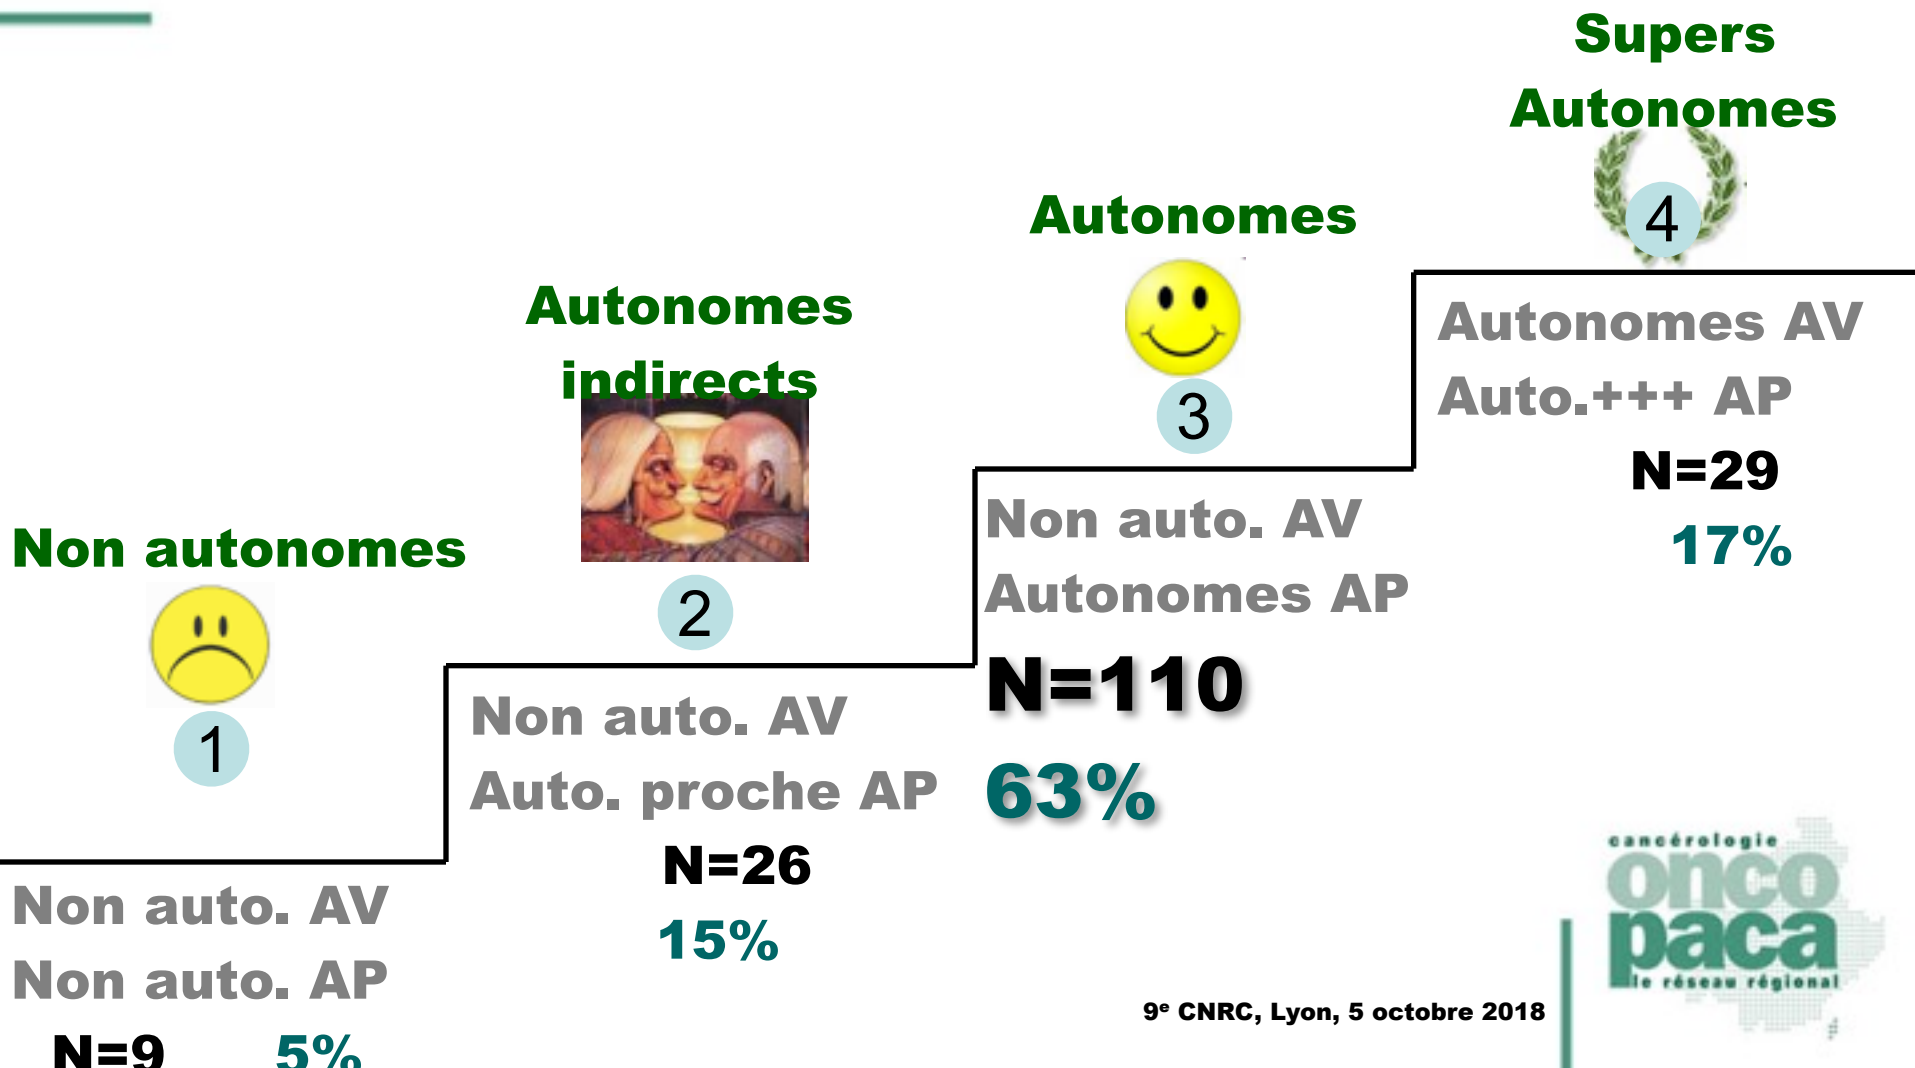 Non autonomes
1
Non auto. AV
Non auto. AP
N=9 5%
Autonomes
indirects
2
Non auto. AV
Auto. proche AP
N=26
15%
Autonomes
3
Non auto. AV
Autonomes AP
N=110
63%
Supers
Autonomes
4
Autonomes AV
Auto.+++ AP
N=29
17%
9e CNRC, Lyon, 5 octobre 2018
cancérologie
onco
paca
le réseau régional